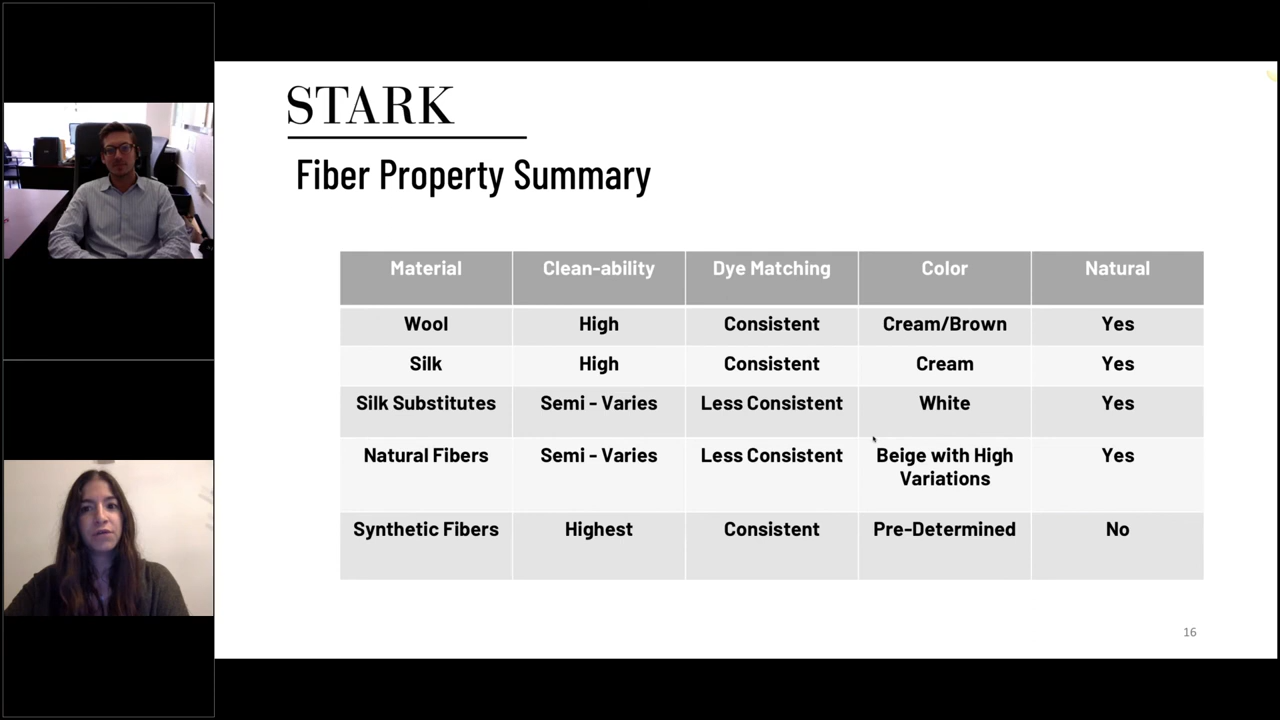 STARK
Fiber Property Summary
Material Clean-ability Dye Matching Color Natural
Wool High Consistent Cream/Brown Yes
Silk High Consistent Cream Yes
Silk Substitutes Semi - Varies Less Consistent White Yes
Natural Fibers Semi - Varies Less Consistent Beige with High Variations Yes
Synthetic Fibers Highest Consistent Pre-Determined No
16